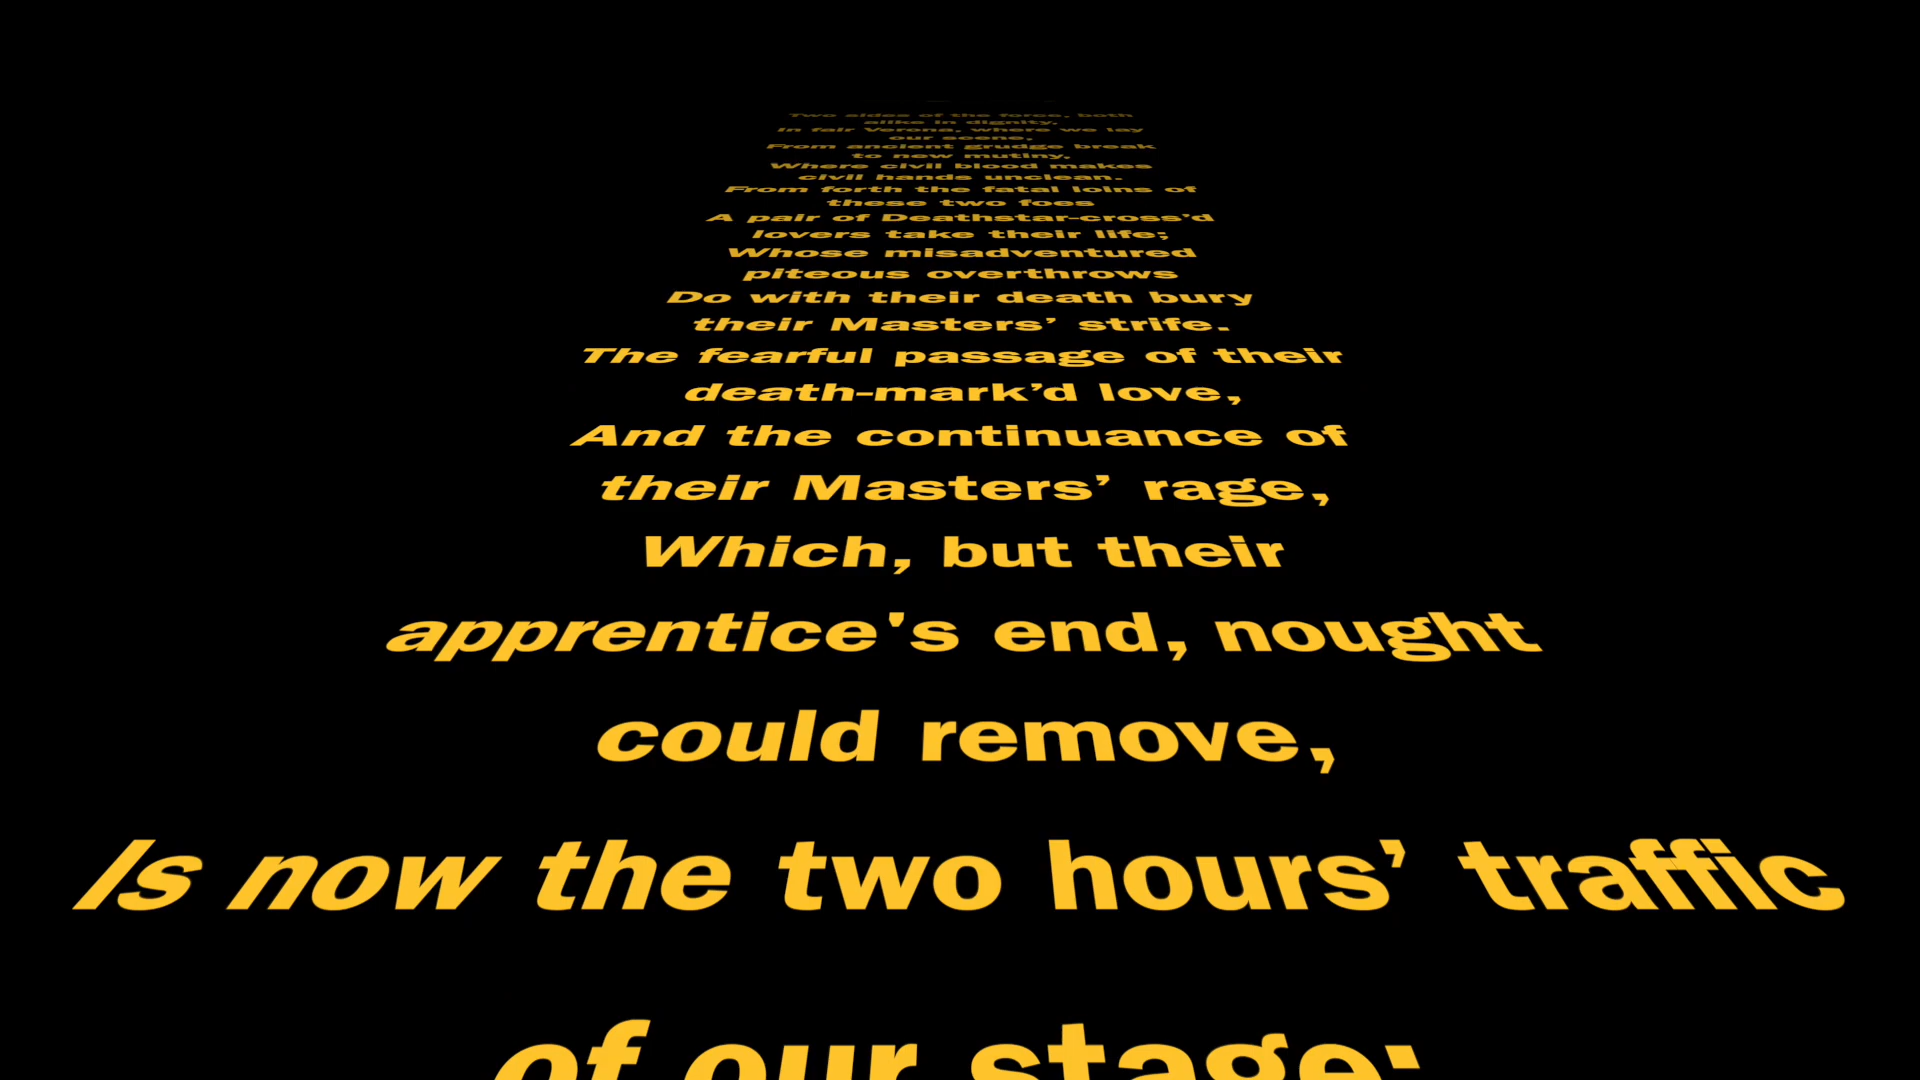 Two sides of the force, both
alike in dignity,
In fair Verona, where we lay
our scene,
From ancient grudge break
to new mutiny,
Where civil blood makes
civil hands unclean.
From forth the fatal loins of
these two foes
A pair of Deathstar-cross’d
lovers take their life;
Whose misadventured
piteous overthrows
Do with their death bury
their Masters’ strife.
The fearful passage of their
death-mark’d love,
And the continuance of
their Masters’ rage,
Which, but their
apprentice's end, nought
could remove,
Is now the two hours’ traffic
of our stage;